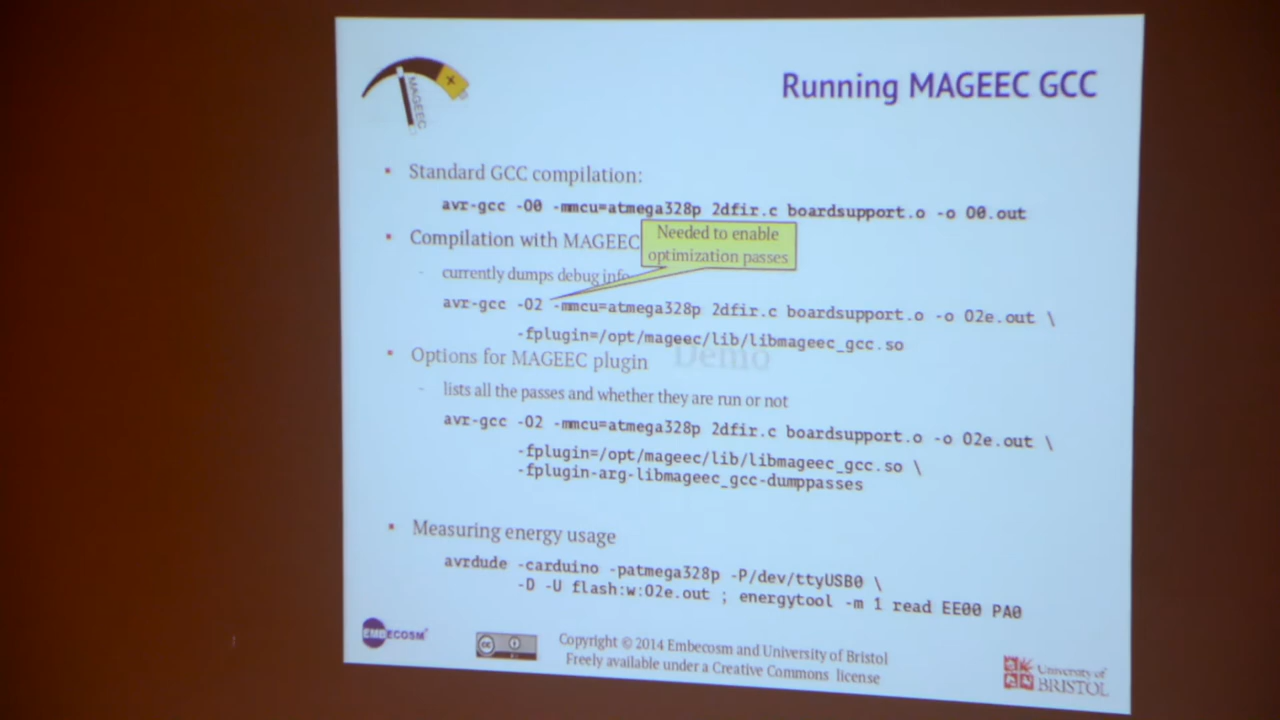 MAGEEC
Running MAGEEC GCC
▪ Standard GCC compilation:
avr-gcc -O0 -mmcu=atmega328p 2dfir.c boardsupport.o -o O0.out
▪ Compilation with MAGEEC
Needed to enable
optimization passes
- currently dumps debug info
avr-gcc -O2 -mmcu=atmega328p 2dfir.c boardsupport.o -o O2e.out \
-fplugin=/opt/mageec/lib/libmageec_gcc.so
Demo
▪ Options for MAGEEC plugin
- lists all the passes and whether they are run or not
avr-gcc -O2 -mmcu=atmega328p 2dfir.c boardsupport.o -o O2e.out \
-fplugin=/opt/mageec/lib/libmageec_gcc.so \
-fplugin-arg-libmageec_gcc-dumppasses
▪ Measuring energy usage
avrdude -carduino -patmega328p -P/dev/ttyUSB0 \
-D -U flash:w:O2e.out ; energytool -m 1 read EE00 PA0
EMBECOSM
cc
Copyright © 2014 Embecosm and University of Bristol
Freely available under a Creative Commons license
University of
BRISTOL